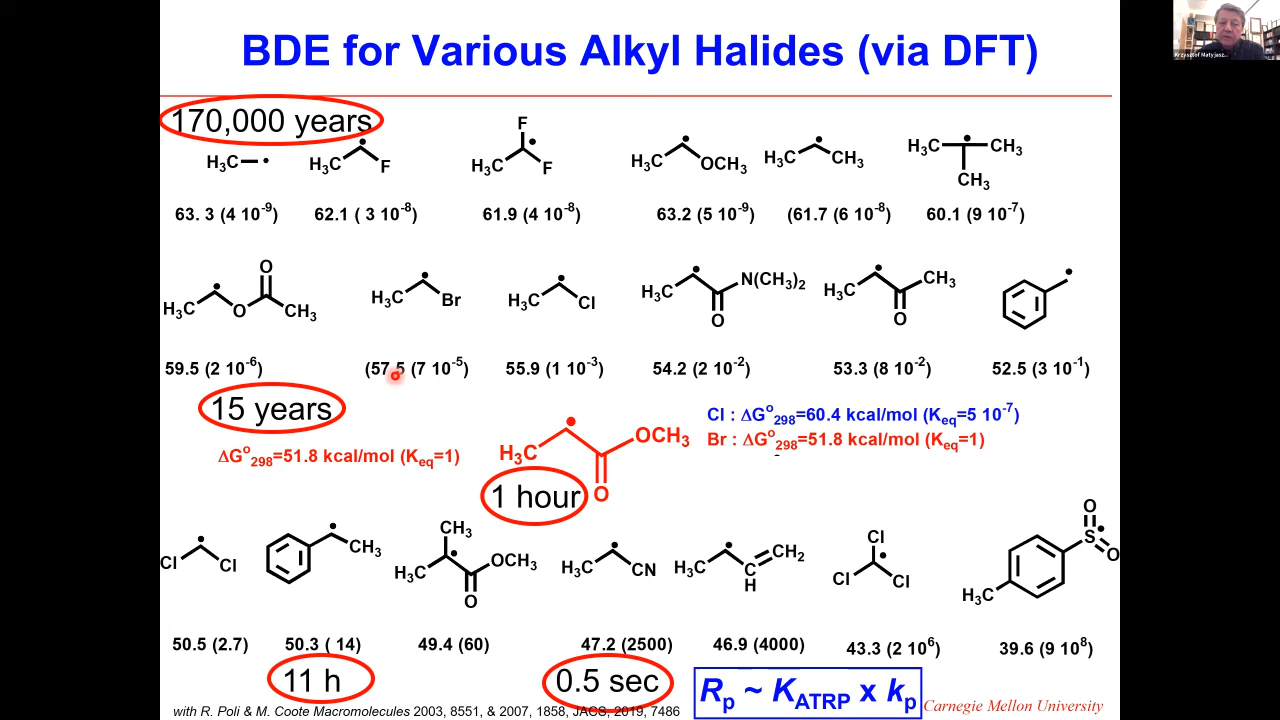 BDE for Various Alkyl Halides (via DFT)
Krzysztof Matyjasz...
170,000 years
H₃C
H₃C F
F H₃C F
H₃C OCH₃
H₃C CH₃
H₃C CH₃ CH₃
63. 3 (4 10⁻⁹) 62.1 ( 3 10⁻⁸) 61.9 (4 10⁻⁸) 63.2 (5 10⁻⁹) (61.7 (6 10⁻⁸) 60.1 (9 10⁻⁷)
H₃C O O CH₃
H₃C Br
H₃C Cl
H₃C N(CH₃)₂ O
H₃C CH₃ O
59.5 (2 10⁻⁶) (57.5 (7 10⁻⁵) 55.9 (1 10⁻³) 54.2 (2 10⁻²) 53.3 (8 10⁻²) 52.5 (3 10⁻¹)
15 years
ΔG°₂₉₈=51.8 kcal/mol (Keq=1)
H₃C OCH₃ O
Cl : ΔG°₂₉₈=60.4 kcal/mol (Keq=5 10⁻⁷)
Br : ΔG°₂₉₈=51.8 kcal/mol (Keq=1)
1 hour
Cl Cl
CH₃
CH₃ H₃C OCH₃ O
H₃C CN
H₃C C H CH₂
Cl Cl Cl
O S O H₃C
50.5 (2.7) 50.3 ( 14) 49.4 (60) 47.2 (2500) 46.9 (4000) 43.3 (2 10⁶) 39.6 (9 10⁸)
11 h
0.5 sec
Rp ~ KATRP x kp
with R. Poli & M. Coote Macromolecules 2003, 8551, & 2007, 1858, JACS, 2019, 7486
Carnegie Mellon University